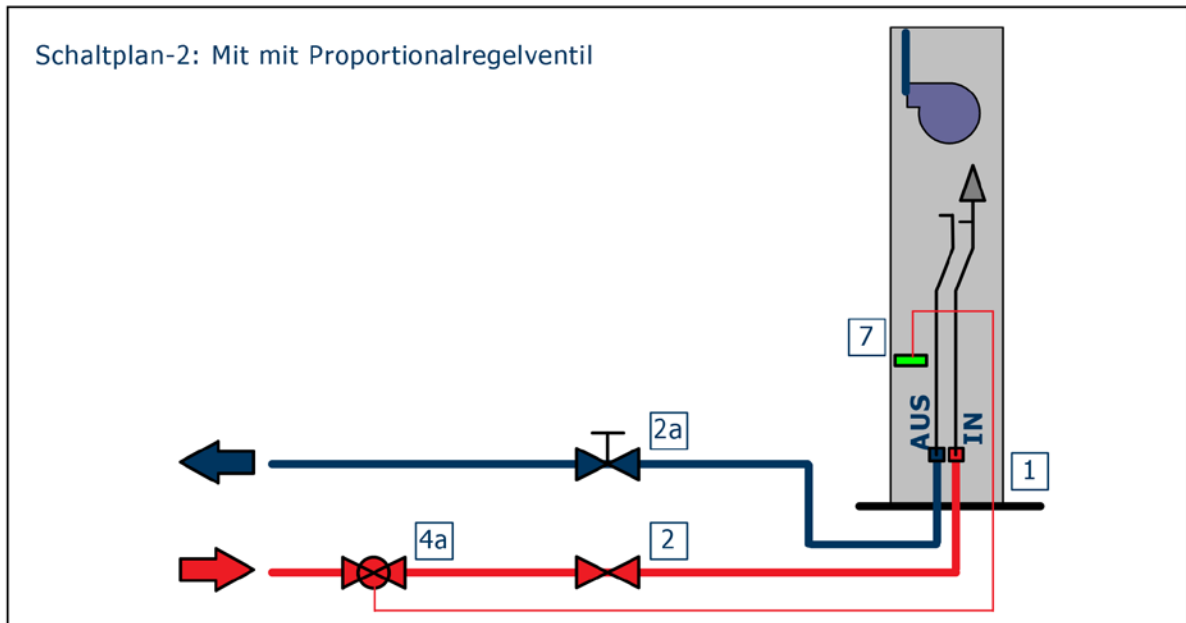 Schaltplan-2: Mit mit Proportionalregelventil
7
AUS
IN
2a
1
4a
2